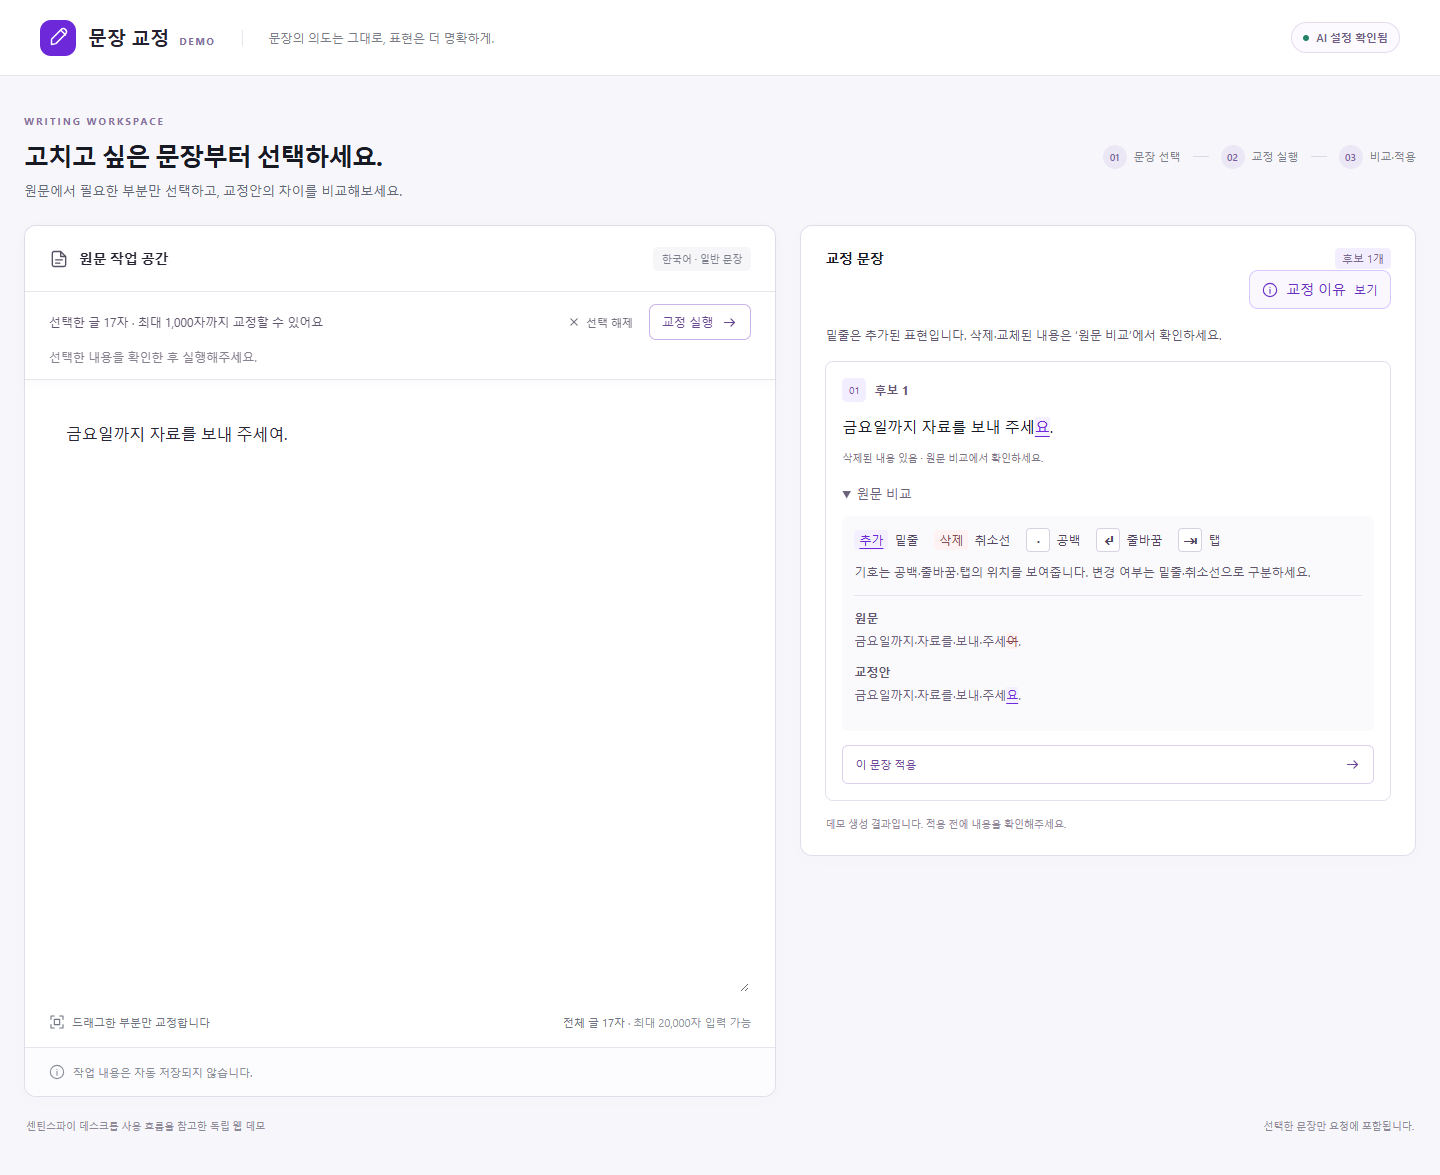 문장 교정 DEMO
문장의 의도는 그대로, 표현은 더 명확하게.
AI 설정 확인됨
WRITING WORKSPACE
고치고 싶은 문장부터 선택하세요.
원문에서 필요한 부분만 선택하고, 교정안의 차이를 비교해보세요.
01 문장 선택
02 교정 실행
03 비교·적용
원문 작업 공간
한국어 · 일반 문장
선택한 글 17자 · 최대 1,000자까지 교정할 수 있어요
선택 해제
교정 실행 →
선택한 내용을 확인한 후 실행해주세요.
금요일까지 자료를 보내 주세여.
드래그한 부분만 교정합니다
전체 글 17자 · 최대 20,000자 입력 가능
작업 내용은 자동 저장되지 않습니다.
교정 문장
후보 1개
교정 이유 보기
밑줄은 추가된 표현입니다. 삭제·교체된 내용은 '원문 비교'에서 확인하세요.
01 후보 1
금요일까지 자료를 보내 주세요.
삭제된 내용 있음 · 원문 비교에서 확인하세요.
▼ 원문 비교
추가 밑줄 삭제 취소선 · 공백 ↵ 줄바꿈 ⇥ 탭
기호는 공백·줄바꿈·탭의 위치를 보여줍니다. 변경 여부는 밑줄·취소선으로 구분하세요.
원문
금요일까지·자료를·보내·주세여.
교정안
금요일까지·자료를·보내·주세요.
이 문장 적용 →
데모 생성 결과입니다. 적용 전에 내용을 확인해주세요.
센틴스파이 데스크톱 사용 흐름을 참고한 독립 웹 데모
선택한 문장만 요청에 포함됩니다.